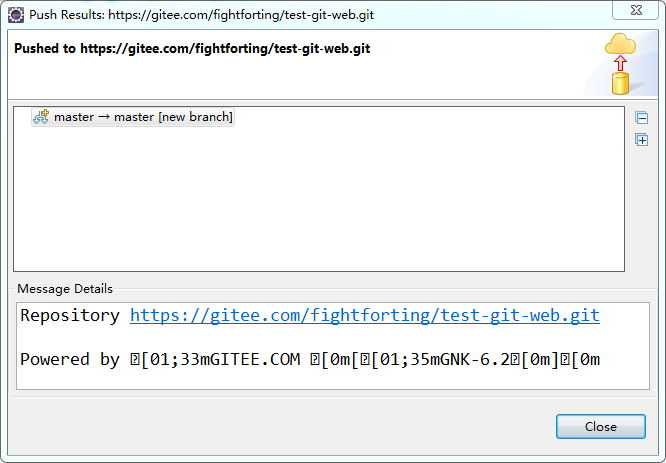 Push Results: https://gitee.com/fightforting/test-git-web.git
Pushed to https://gitee.com/fightforting/test-git-web.git
master → master [new branch]
Message Details
Repository https://gitee.com/fightforting/test-git-web.git
Powered by [01;33mGITEE.COM [0m[[01;35mGNK-6.2[0m][0m
Close